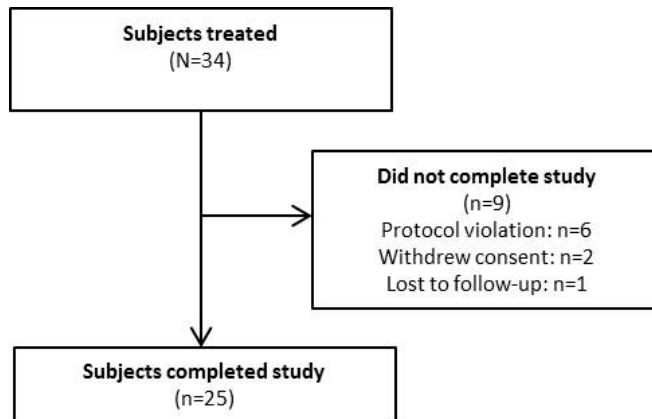 Subjects treated
(N=34)
Did not complete study
(n=9)
Protocol violation: n=6
Withdrew consent: n=2
Lost to follow-up: n=1
Subjects completed study
(n=25)